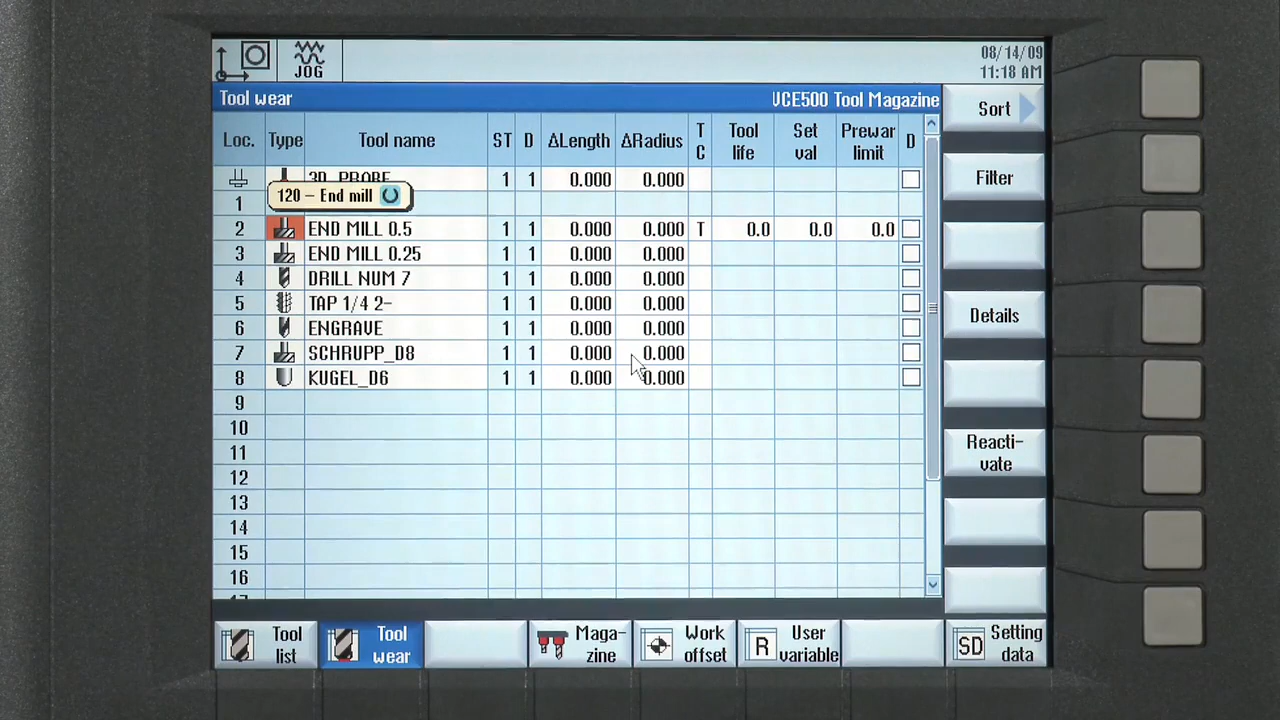 JOG
08/14/09
11:18 AM
Tool wear
VCE500 Tool Magazine
Loc. Type Tool name ST D ΔLength ΔRadius T C Tool life Set val Prewar limit D
3D_PROBE 1 1 0.000 0.000
120 – End mill
1
2 END MILL 0.5 1 1 0.000 0.000 T 0.0 0.0 0.0
3 END MILL 0.25 1 1 0.000 0.000
4 DRILL NUM 7 1 1 0.000 0.000
5 TAP 1/4 2- 1 1 0.000 0.000
6 ENGRAVE 1 1 0.000 0.000
7 SCHRUPP_D8 1 1 0.000 0.000
8 KUGEL_D6 1 1 0.000 0.000
9
10
11
12
13
14
15
16
Sort
Filter
Details
Reacti-
vate
Tool
list
Tool
wear
Maga-
zine
Work
offset
R
User
variable
SD
Setting
data